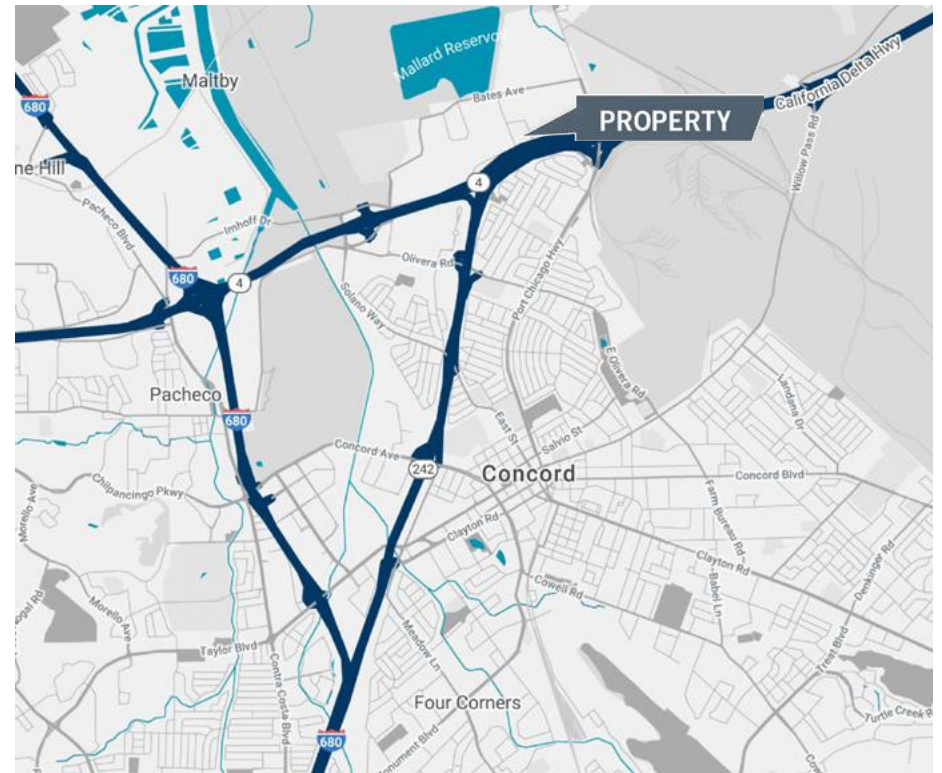 Mallard Reservoir
Maltby
California Delta Hwy
Bates Ave
680
PROPERTY
Willow Pass Rd
ne Hill
4
Pacheco Blvd
Imhoff Dr
Port Chicago Hwy
Olivera Rd
680
4
Solano Way
E Olivera Rd
Landana Dr
Pacheco
680
East St
Salvio St
Concord Ave
242
Concord
Concord Blvd
Chilpancingo Pkwy
Morello Ave
Farm Bureau Rd
Clayton Rd
Clayton Rd
Denkinger Rd
Cowell Rd
Babel Ln
Morello Ave
Taylor Blvd
Meadow Ln
Treat Blvd
Contra Costa Blvd
Four Corners
Turtle Creek R
680
onument Blvd